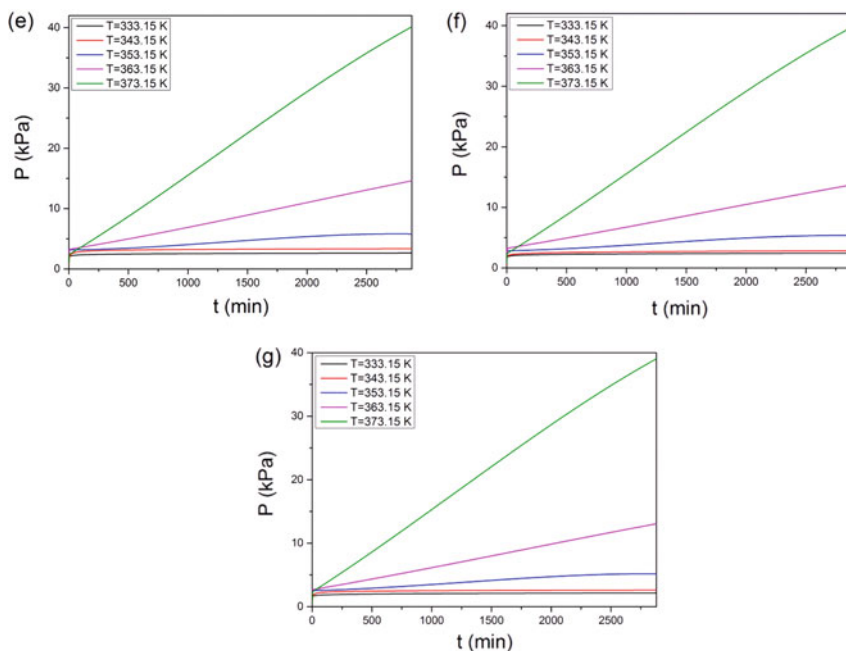 (e)
T=333.15 K
T=343.15 K
T=353.15 K
T=363.15 K
T=373.15 K
40
30
20
10
0
P (kPa)
0 500 1000 1500 2000 2500
t (min)
(f)
T=333.15 K
T=343.15 K
T=353.15 K
T=363.15 K
T=373.15 K
40
30
20
10
0
P (kPa)
0 500 1000 1500 2000 2500
t (min)
(g)
T=333.15 K
T=343.15 K
T=353.15 K
T=363.15 K
T=373.15 K
40
30
20
10
0
P (kPa)
0 500 1000 1500 2000 2500
t (min)